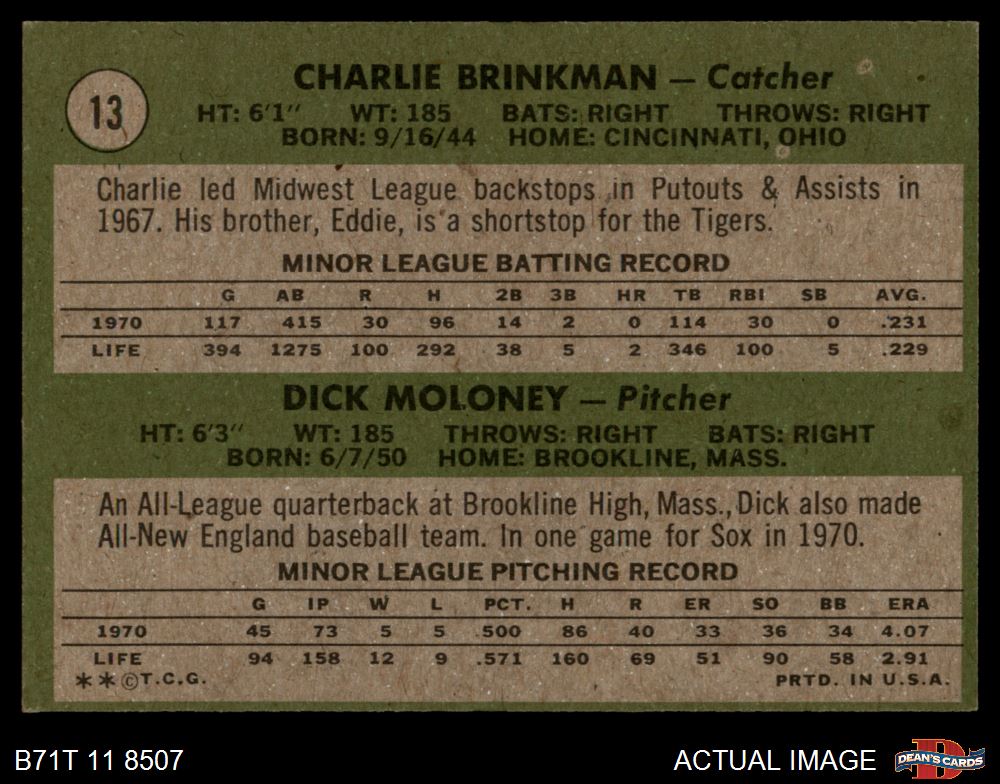 13
CHARLIE BRINKMAN — Catcher
HT: 6'1" WT: 185 BATS: RIGHT THROWS: RIGHT
BORN: 9/16/44 HOME: CINCINNATI, OHIO
Charlie led Midwest League backstops in Putouts & Assists in
1967. His brother, Eddie, is a shortstop for the Tigers.
MINOR LEAGUE BATTING RECORD
G AB R H 2B 3B HR TB RBI SB AVG.
1970 117 415 30 96 14 2 0 114 30 0 .231
LIFE 394 1275 100 292 38 5 2 346 100 5 .229
DICK MOLONEY — Pitcher
HT: 6'3" WT: 185 THROWS: RIGHT BATS: RIGHT
BORN: 6/7/50 HOME: BROOKLINE, MASS.
An All-League quarterback at Brookline High, Mass., Dick also made
All-New England baseball team. In one game for Sox in 1970.
MINOR LEAGUE PITCHING RECORD
G IP W L PCT. H R ER SO BB ERA
1970 45 73 5 5 .500 86 40 33 36 34 4.07
LIFE 94 158 12 9 .571 160 69 51 90 58 2.91
* * ©T.C.G. PRTD. IN U.S.A.
B71T 11 8507 ACTUAL IMAGE D DEAN'S CARDS